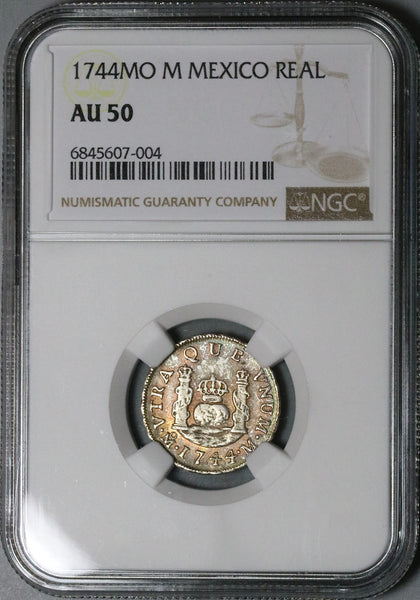 1744MO M MEXICO REAL
AU 50
6845607-004
NUMISMATIC GUARANTY COMPANY
NGC®
VTRA QUE VNUM
M 1744 M